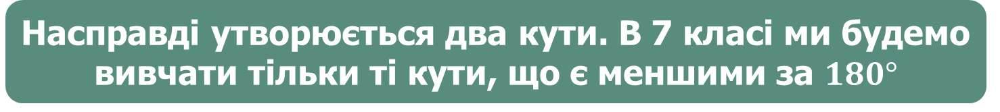 Насправді утворюється два кути. В 7 класі ми будемо
вивчати тільки ті кути, що є меншими за 180°